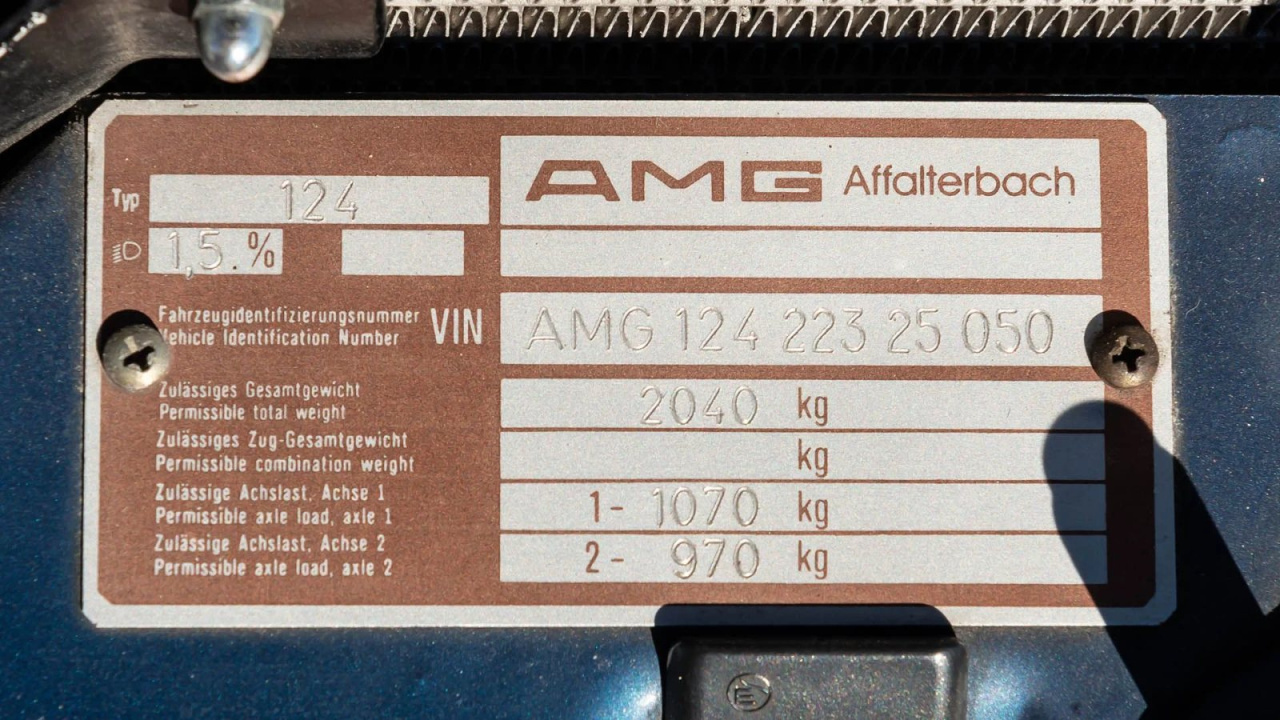 AMG Affalterbach
Typ 124
1,5.%
Fahrzeugidentifizierungsnummer
Vehicle Identification Number
VIN AMG 124 223 25 050
Zulässiges Gesamtgewicht
Permissible total weight
2040 kg
Zulässiges Zug-Gesamtgewicht
Permissible combination weight
kg
Zulässige Achslast, Achse 1
Permissible axle load, axle 1
1- 1070 kg
Zulässige Achslast, Achse 2
Permissible axle load, axle 2
2- 970 kg
E